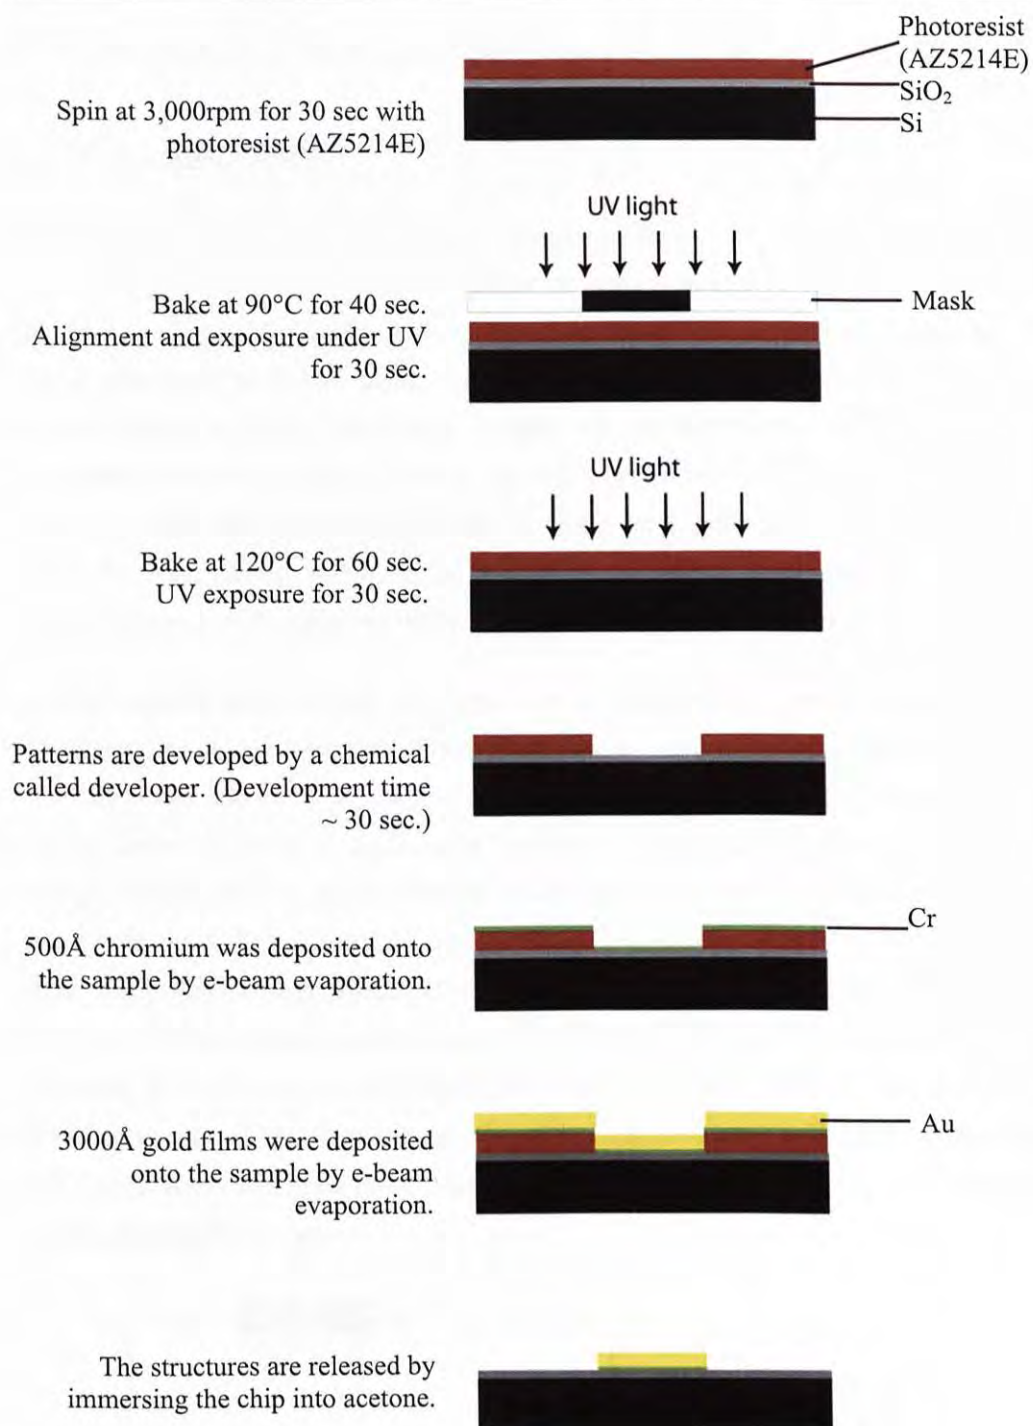 Photoresist
(AZ5214E)
SiO₂
Si
Spin at 3,000rpm for 30 sec with
photoresist (AZ5214E)
UV light
Mask
Bake at 90°C for 40 sec.
Alignment and exposure under UV
for 30 sec.
UV light
Bake at 120°C for 60 sec.
UV exposure for 30 sec.
Patterns are developed by a chemical
called developer. (Development time
~ 30 sec.)
Cr
500Å chromium was deposited onto
the sample by e-beam evaporation.
Au
3000Å gold films were deposited
onto the sample by e-beam
evaporation.
The structures are released by
immersing the chip into acetone.